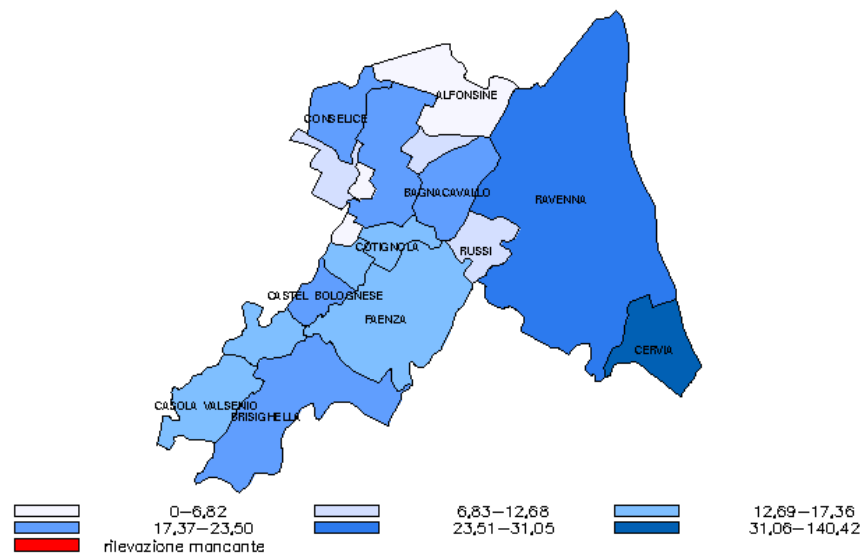 ALFONSINE
CONSELICE
BAGNACAVALLO
RAVENNA
COTIGNOLA
RUSSI
CASTEL BOLOGNESE
FAENZA
CERVIA
CASOLA VALSENIO
BRISIGHELLA
0-6,82 6,83-12,68 12,69-17,36
17,37-23,50 23,51-31,05 31,06-140,42
rilevazione mancante